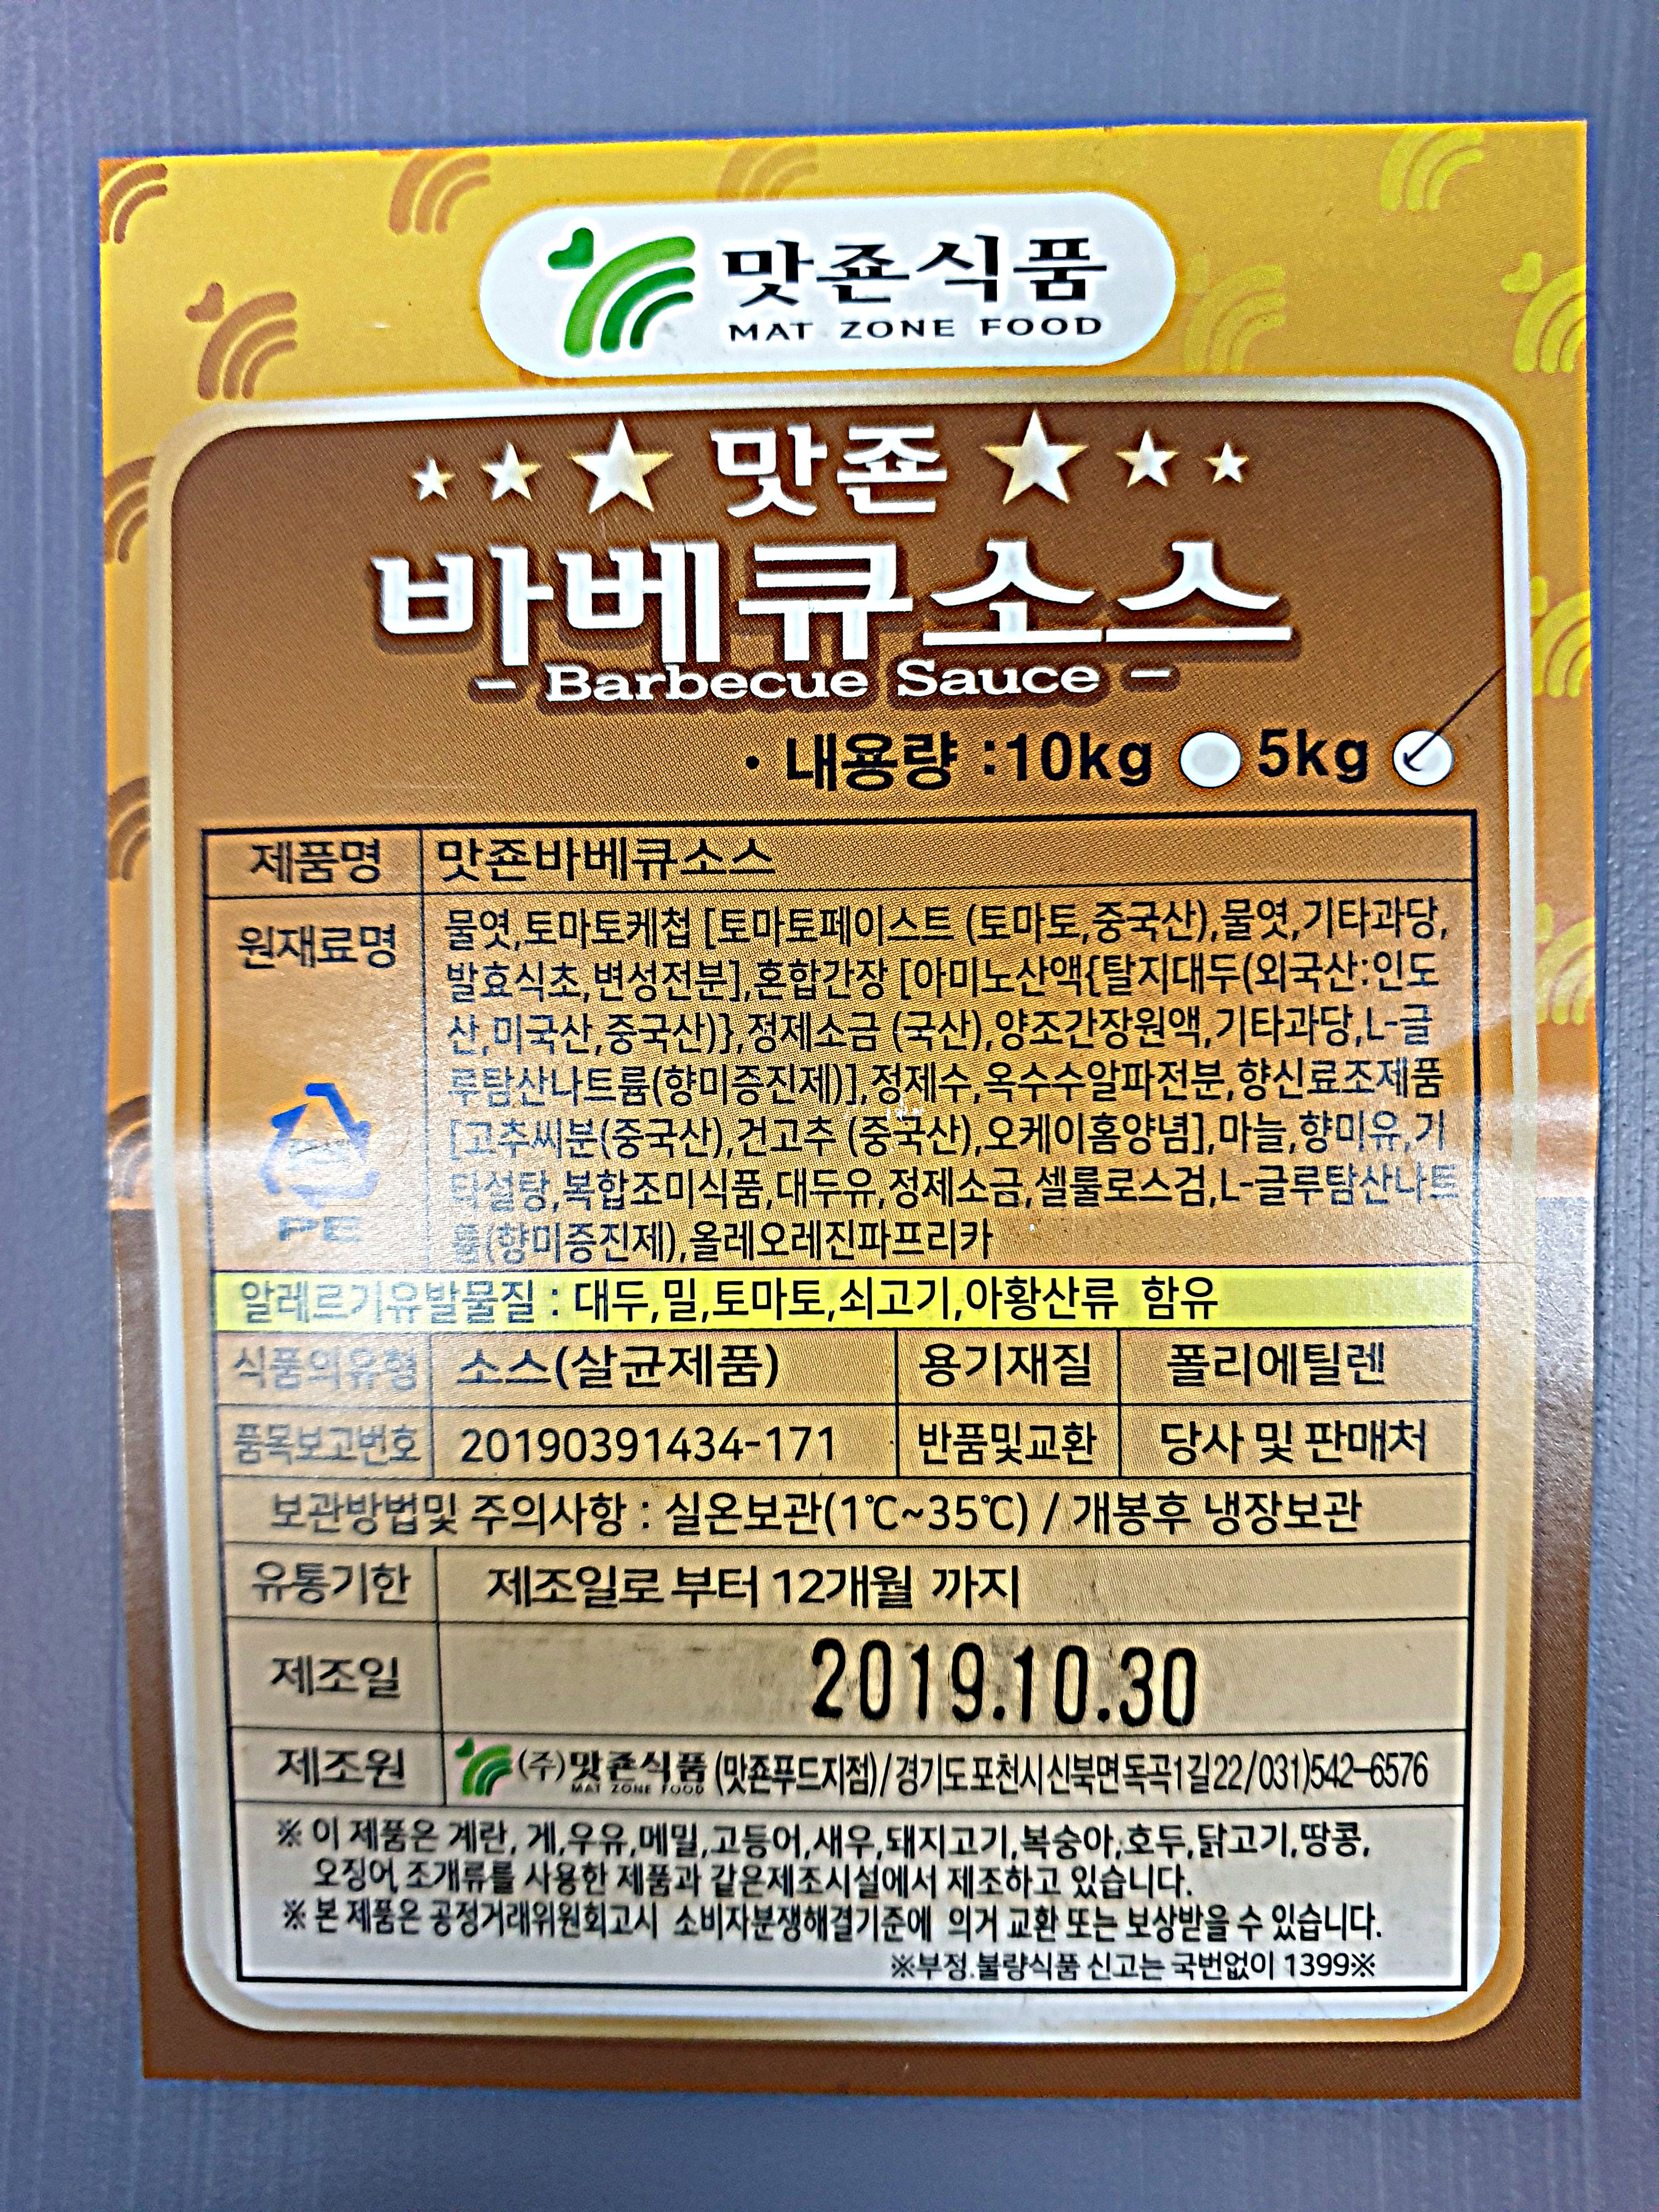 맛죤식품
MAT ZONE FOOD
맛죤
바베큐소스
- Barbecue Sauce -
· 내용량 :10kg 5kg
제품명 맛죤바베큐소스
원재료명 물엿,토마토케첩 [토마토페이스트 (토마토,중국산),물엿,기타과당,
발효식초,변성전분],혼합간장 [아미노산액{탈지대두(외국산:인도
산,미국산,중국산)},정제소금 (국산),양조간장원액,기타과당,L-글
루탐산나트륨(향미증진제)],정제수,옥수수알파전분,향신료조제품
[고추씨분(중국산),건고추 (중국산),오케이홈양념],마늘,향미유,기
타설탕,복합조미식품,대두유,정제소금,셀룰로스검,L-글루탐산나트
륨(향미증진제),올레오레진파프리카
PE
알레르기유발물질 : 대두,밀,토마토,쇠고기,아황산류 함유
식품의유형 소스(살균제품) 용기재질 폴리에틸렌
품목보고번호 20190391434-171 반품및교환 당사 및 판매처
보관방법및 주의사항 : 실온보관(1℃~35℃) / 개봉후 냉장보관
유통기한 제조일로 부터 12개월 까지
제조일 2019.10.30
제조원 (주)맛죤식품 MAT ZONE FOOD (맛죤푸드지점)/경기도포천시신북면독곡1길22/031)542-6576
※ 이 제품은 계란, 게,우유,메밀,고등어,새우,돼지고기,복숭아,호두,닭고기,땅콩,
오징어, 조개류를 사용한 제품과 같은제조시설에서 제조하고 있습니다.
※ 본 제품은 공정거래위원회고시 소비자분쟁해결기준에 의거 교환 또는 보상받을 수 있습니다.
※부정.불량식품 신고는 국번없이 1399※